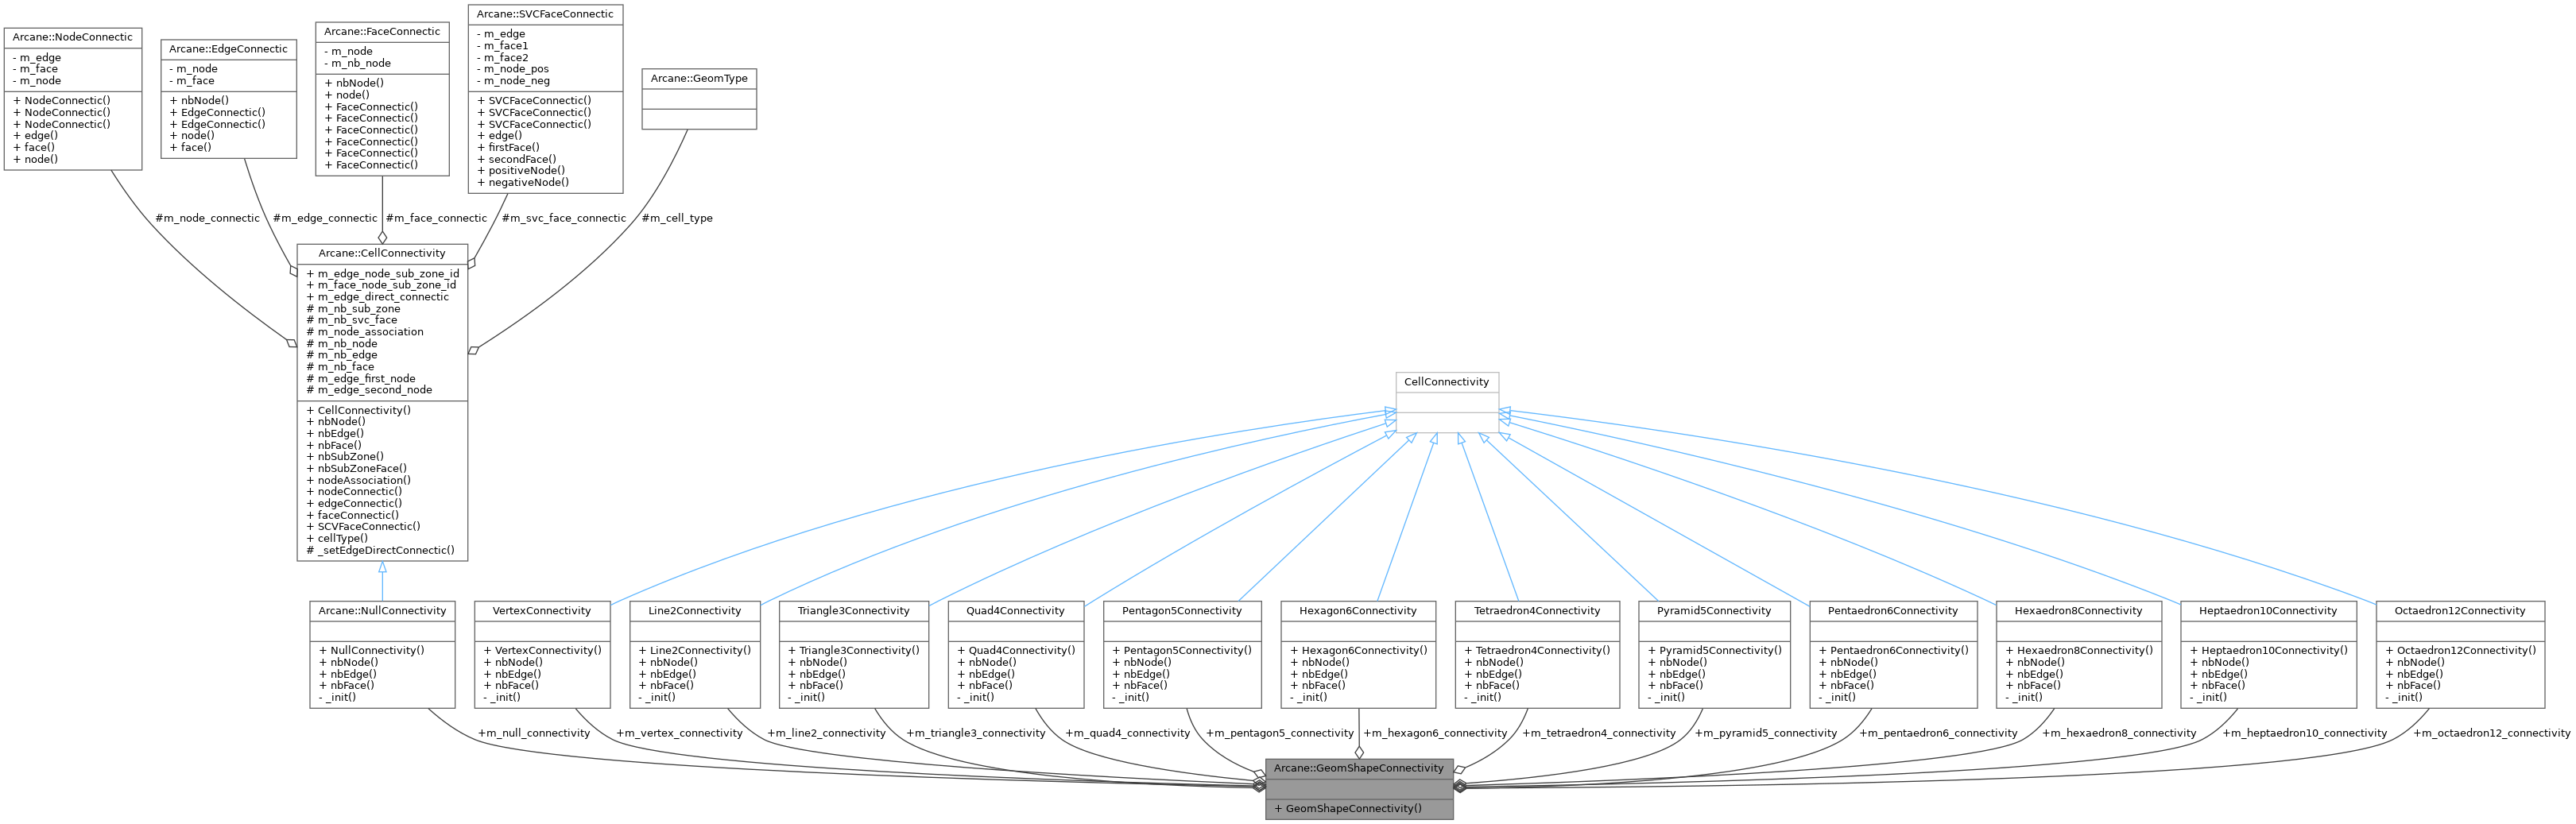 Arcane::NodeConnectic
- m_edge
- m_face
- m_node
+ NodeConnectic()
+ NodeConnectic()
+ NodeConnectic()
+ edge()
+ face()
+ node()
Arcane::EdgeConnectic
- m_node
- m_face
+ nbNode()
+ EdgeConnectic()
+ EdgeConnectic()
+ node()
+ face()
Arcane::FaceConnectic
- m_node
- m_nb_node
+ nbNode()
+ node()
+ FaceConnectic()
+ FaceConnectic()
+ FaceConnectic()
+ FaceConnectic()
+ FaceConnectic()
+ FaceConnectic()
Arcane::SVCFaceConnectic
- m_edge
- m_face1
- m_face2
- m_node_pos
- m_node_neg
+ SVCFaceConnectic()
+ SVCFaceConnectic()
+ SVCFaceConnectic()
+ edge()
+ firstFace()
+ secondFace()
+ positiveNode()
+ negativeNode()
Arcane::GeomType
#m_node_connectic
#m_edge_connectic
#m_face_connectic
#m_svc_face_connectic
#m_cell_type
Arcane::CellConnectivity
+ m_edge_node_sub_zone_id
+ m_face_node_sub_zone_id
+ m_edge_direct_connectic
# m_nb_sub_zone
# m_nb_svc_face
# m_node_association
# m_nb_node
# m_nb_edge
# m_nb_face
# m_edge_first_node
# m_edge_second_node
+ CellConnectivity()
+ nbNode()
+ nbEdge()
+ nbFace()
+ nbSubZone()
+ nbSubZoneFace()
+ nodeAssociation()
+ nodeConnectic()
+ edgeConnectic()
+ faceConnectic()
+ SCVFaceConnectic()
+ cellType()
# _setEdgeDirectConnectic()
CellConnectivity
Arcane::NullConnectivity
+ NullConnectivity()
+ nbNode()
+ nbEdge()
+ nbFace()
- _init()
VertexConnectivity
+ VertexConnectivity()
+ nbNode()
+ nbEdge()
+ nbFace()
- _init()
Line2Connectivity
+ Line2Connectivity()
+ nbNode()
+ nbEdge()
+ nbFace()
- _init()
Triangle3Connectivity
+ Triangle3Connectivity()
+ nbNode()
+ nbEdge()
+ nbFace()
- _init()
Quad4Connectivity
+ Quad4Connectivity()
+ nbNode()
+ nbEdge()
+ nbFace()
- _init()
Pentagon5Connectivity
+ Pentagon5Connectivity()
+ nbNode()
+ nbEdge()
+ nbFace()
- _init()
Hexagon6Connectivity
+ Hexagon6Connectivity()
+ nbNode()
+ nbEdge()
+ nbFace()
- _init()
Tetraedron4Connectivity
+ Tetraedron4Connectivity()
+ nbNode()
+ nbEdge()
+ nbFace()
- _init()
Pyramid5Connectivity
+ Pyramid5Connectivity()
+ nbNode()
+ nbEdge()
+ nbFace()
- _init()
Pentaedron6Connectivity
+ Pentaedron6Connectivity()
+ nbNode()
+ nbEdge()
+ nbFace()
- _init()
Hexaedron8Connectivity
+ Hexaedron8Connectivity()
+ nbNode()
+ nbEdge()
+ nbFace()
- _init()
Heptaedron10Connectivity
+ Heptaedron10Connectivity()
+ nbNode()
+ nbEdge()
+ nbFace()
- _init()
Octaedron12Connectivity
+ Octaedron12Connectivity()
+ nbNode()
+ nbEdge()
+ nbFace()
- _init()
+m_null_connectivity
+m_vertex_connectivity
+m_line2_connectivity
+m_triangle3_connectivity
+m_quad4_connectivity
+m_pentagon5_connectivity
+m_hexagon6_connectivity
+m_tetraedron4_connectivity
+m_pyramid5_connectivity
+m_pentaedron6_connectivity
+m_hexaedron8_connectivity
+m_heptaedron10_connectivity
+m_octaedron12_connectivity
Arcane::GeomShapeConnectivity
+ GeomShapeConnectivity()